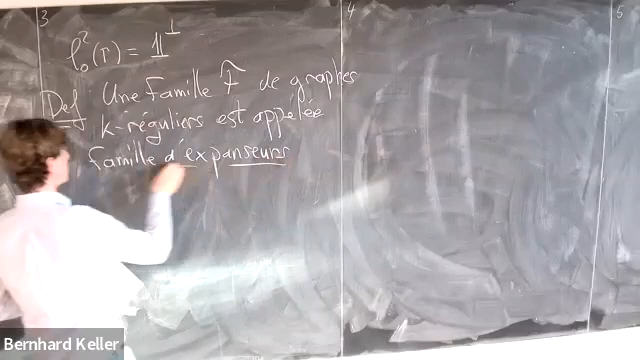 3
4
5
ℓ²₀(Γ) = 𝟙^⊥
Def Une famille F de graphes
k-réguliers est appelée
famille d'expanseurs
Bernhard Keller